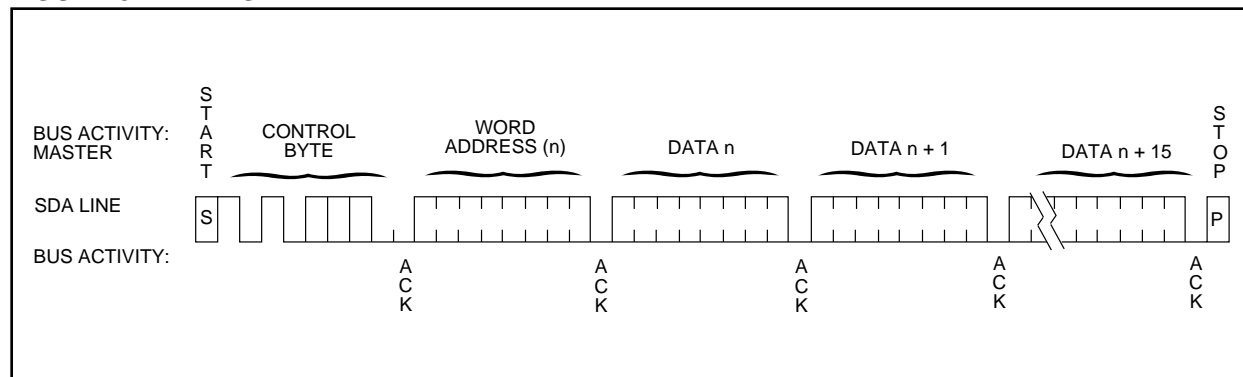 START
BUS ACTIVITY:
MASTER
CONTROL
BYTE
WORD
ADDRESS (n)
DATA n
DATA n + 1
DATA n + 15
STOP
SDA LINE
S
P
BUS ACTIVITY:
ACK
ACK
ACK
ACK
ACK